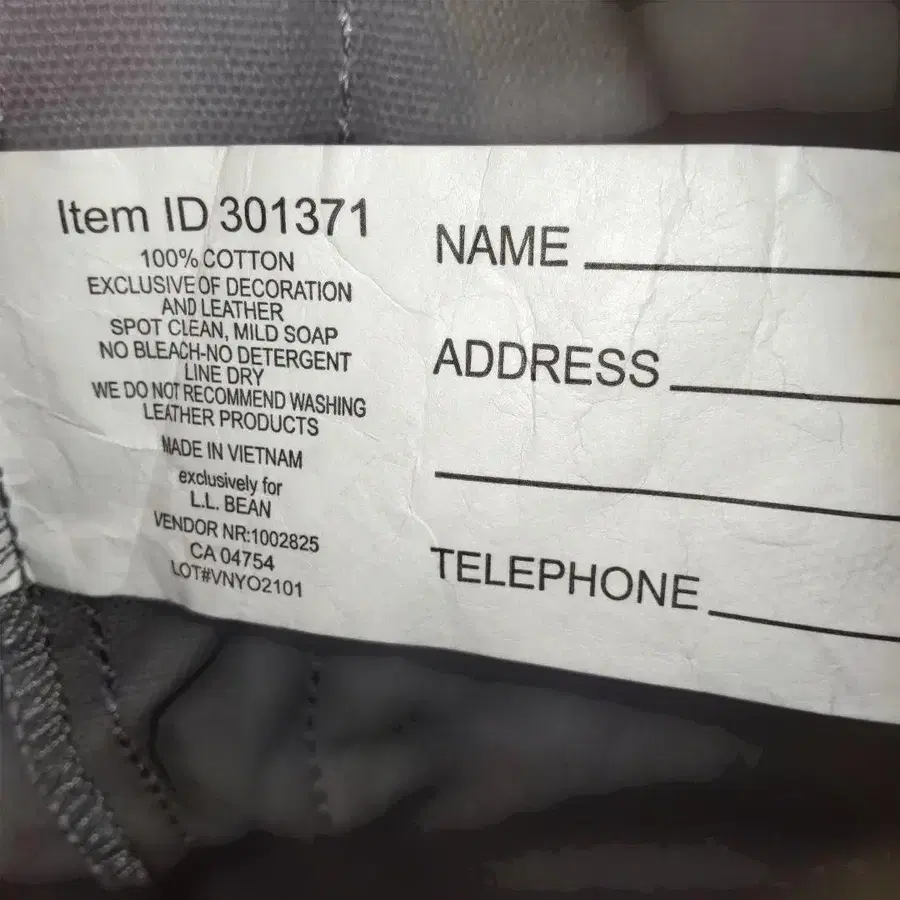 Item ID 301371
100% COTTON
EXCLUSIVE OF DECORATION
AND LEATHER
SPOT CLEAN, MILD SOAP
NO BLEACH-NO DETERGENT
LINE DRY
WE DO NOT RECOMMEND WASHING
LEATHER PRODUCTS
MADE IN VIETNAM
exclusively for
L.L. BEAN
VENDOR NR:1002825
CA 04754
LOT#VNYO2101
NAME
ADDRESS
TELEPHONE